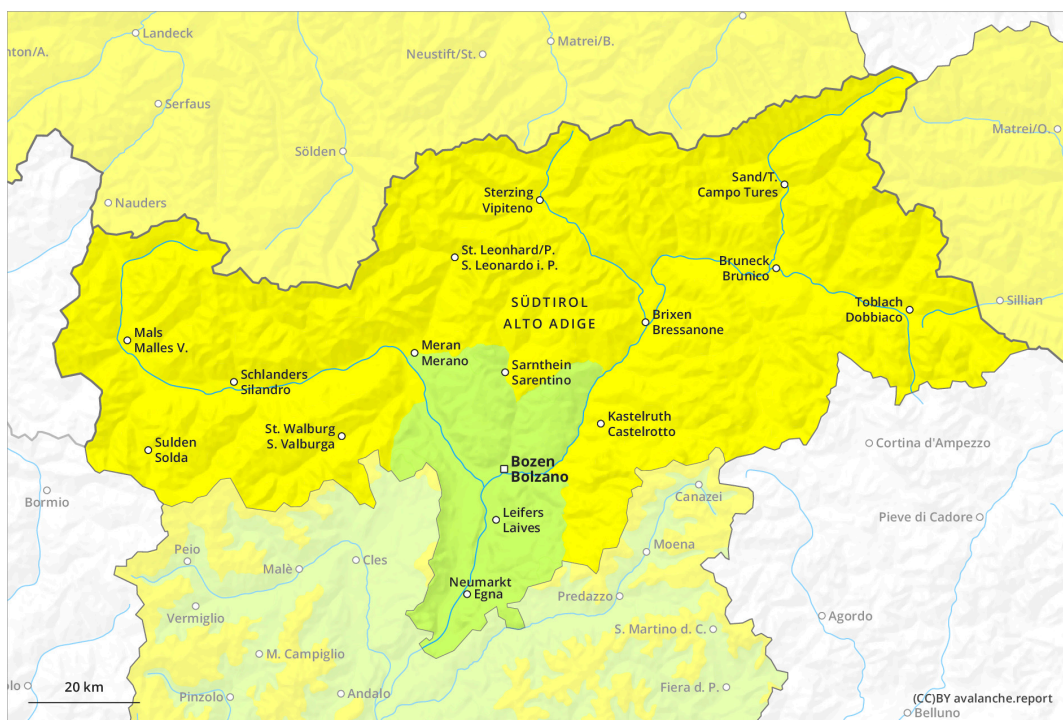 Landeck
nton/A.
Neustift/St.
Matrei/B.
Serfaus
Sölden
Matrei/O.
Nauders
Sand/T.
Campo Tures
Sterzing
Vipiteno
St. Leonhard/P.
S. Leonardo i. P.
Bruneck
Brunico
SÜDTIROL
ALTO ADIGE
Toblach
Dobbiaco
Sillian
Brixen
Bressanone
Mals
Malles V.
Meran
Merano
Sarnthein
Sarentino
Schlanders
Silandro
Kastelruth
Castelrotto
St. Walburg
S. Valburga
Sulden
Solda
Cortina d'Ampezzo
Bozen
Bolzano
Bormio
Canazei
Leifers
Laives
Pieve di Cadore
Peio
Cles
Malè
Moena
Neumarkt
Egna
Predazzo
Vermiglio
Agordo
S. Martino d. C.
M. Campiglio
olo
20 km
Pinzolo
Andalo
Fiera d. P.
(CC)BY avalanche.report
Belluno